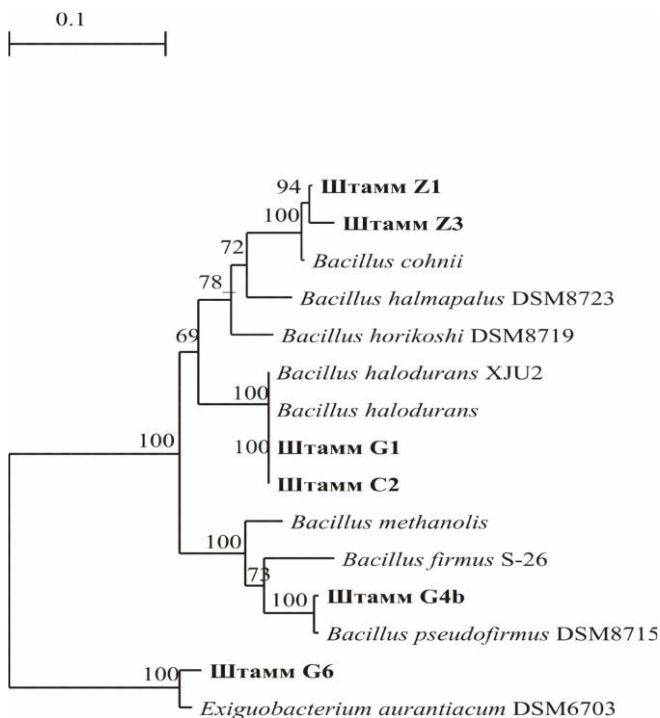 0.1
94
Штамм Z1
100
Штамм Z3
72
Bacillus cohnii
78
Bacillus halmapalus DSM8723
69
Bacillus horikoshi DSM8719
Bacillus halodurans XJU2
100
Bacillus halodurans
100
100
Штамм G1
Штамм C2
Bacillus methanolis
100
Bacillus firmus S-26
73
100
Штамм G4b
Bacillus pseudofirmus DSM8715
100
Штамм G6
Exiguobacterium aurantiacum DSM6703